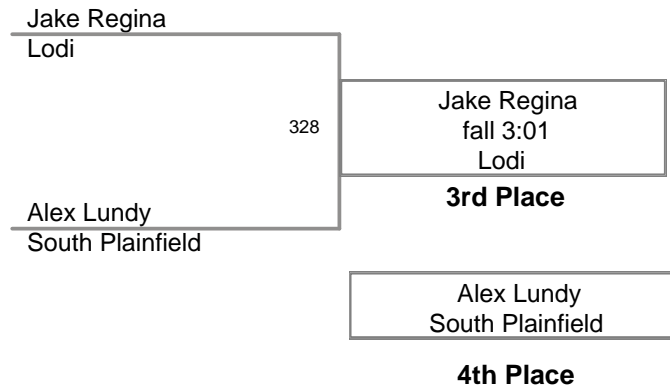 Jake Regina
Lodi
328
Jake Regina
fall 3:01
Lodi
3rd Place
Alex Lundy
South Plainfield
Alex Lundy
South Plainfield
4th Place